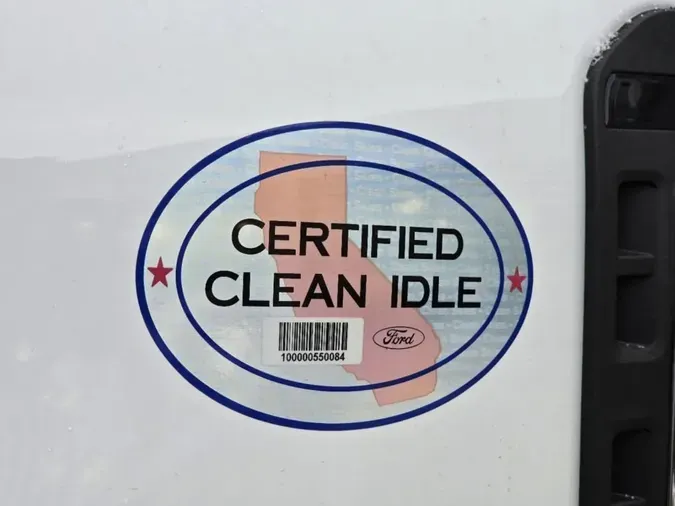 CERTIFIED
CLEAN IDLE
100000550084
Ford